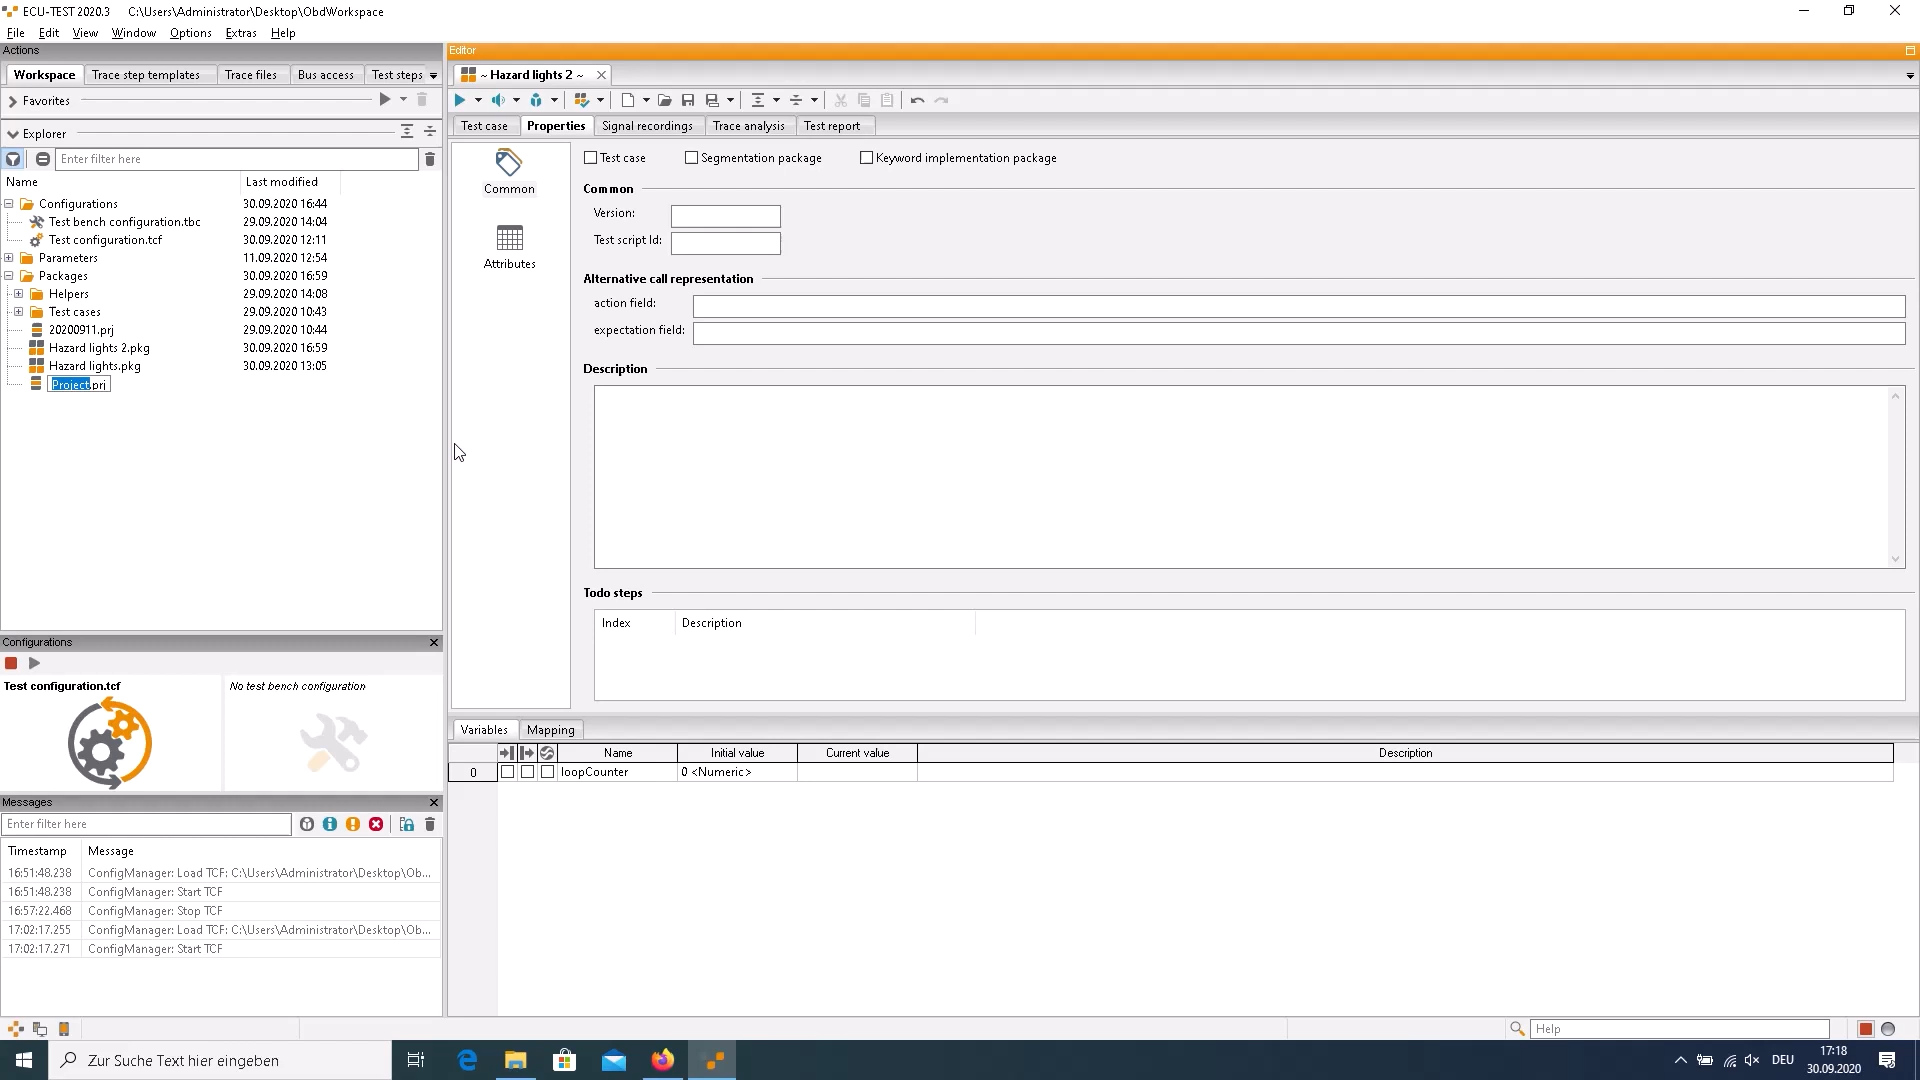 ECU-TEST 2020.3 C:\Users\Administrator\Desktop\ObdWorkspace
File Edit View Window Options Extras Help
Actions
Workspace Trace step templates Trace files Bus access Test steps
Favorites
Explorer
Enter filter here
Name Last modified
Configurations 30.09.2020 16:44
Test bench configuration.tbc 29.09.2020 14:04
Test configuration.tcf 30.09.2020 12:11
Parameters 11.09.2020 12:54
Packages 30.09.2020 16:59
Helpers 29.09.2020 14:08
Test cases 29.09.2020 10:43
20200911.prj 29.09.2020 10:44
Hazard lights 2.pkg 30.09.2020 16:59
Hazard lights.pkg 30.09.2020 13:05
Project.prj
Configurations
Test configuration.tcf No test bench configuration
Messages
Enter filter here
Timestamp Message
16:51:48.238 ConfigManager: Load TCF: C:\Users\Administrator\Desktop\Ob...
16:51:48.238 ConfigManager: Start TCF
16:57:22.468 ConfigManager: Stop TCF
17:02:17.255 ConfigManager: Load TCF: C:\Users\Administrator\Desktop\Ob...
17:02:17.271 ConfigManager: Start TCF
Editor
~ Hazard lights 2 ~
Test case Properties Signal recordings Trace analysis Test report
Common
Attributes
Test case Segmentation package Keyword implementation package
Common
Version:
Test script Id:
Alternative call representation
action field:
expectation field:
Description
Todo steps
Index Description
Variables Mapping
Name Initial value Current value Description
0 loopCounter 0 <Numeric>
Help
Zur Suche Text hier eingeben
DEU 17:18
30.09.2020